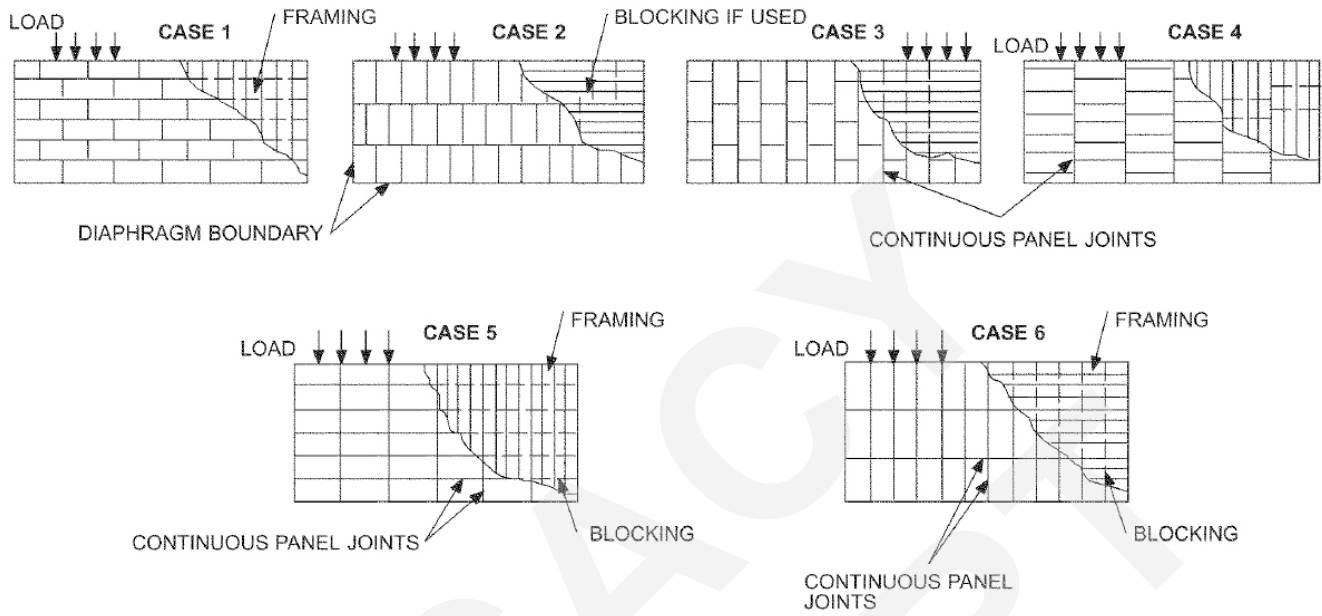 LOAD
CASE 1
FRAMING
CASE 2
BLOCKING IF USED
CASE 3
LOAD
CASE 4
DIAPHRAGM BOUNDARY
CONTINUOUS PANEL JOINTS
LOAD
CASE 5
FRAMING
CONTINUOUS PANEL JOINTS
BLOCKING
LOAD
CASE 6
FRAMING
CONTINUOUS PANEL
JOINTS
BLOCKING